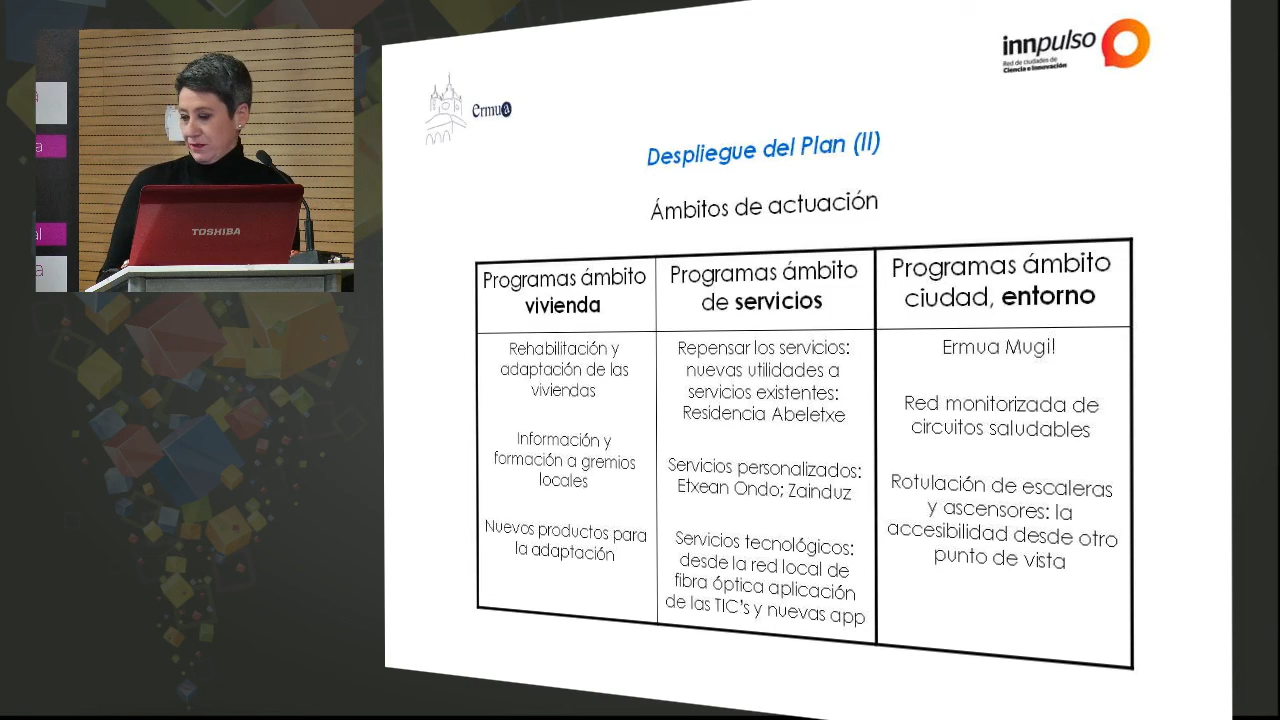 TOSHIBA
ermua
innpulso
Red de ciudades de
Ciencia e Innovación
Despliegue del Plan (II)
Ámbitos de actuación
Programas ámbito
vivienda
Rehabilitación y
adaptación de las
viviendas
Información y
formación a gremios
locales
Nuevos productos para
la adaptación
Programas ámbito
de servicios
Repensar los servicios:
nuevas utilidades a
servicios existentes:
Residencia Abeletxe
Servicios personalizados:
Etxean Ondo; Zainduz
Servicios tecnológicos:
desde la red local de
fibra óptica aplicación
de las TIC's y nuevas app
Programas ámbito
ciudad, entorno
Ermua Mugi!
Red monitorizada de
circuitos saludables
Rotulación de escaleras
y ascensores: la
accesibilidad desde otro
punto de vista